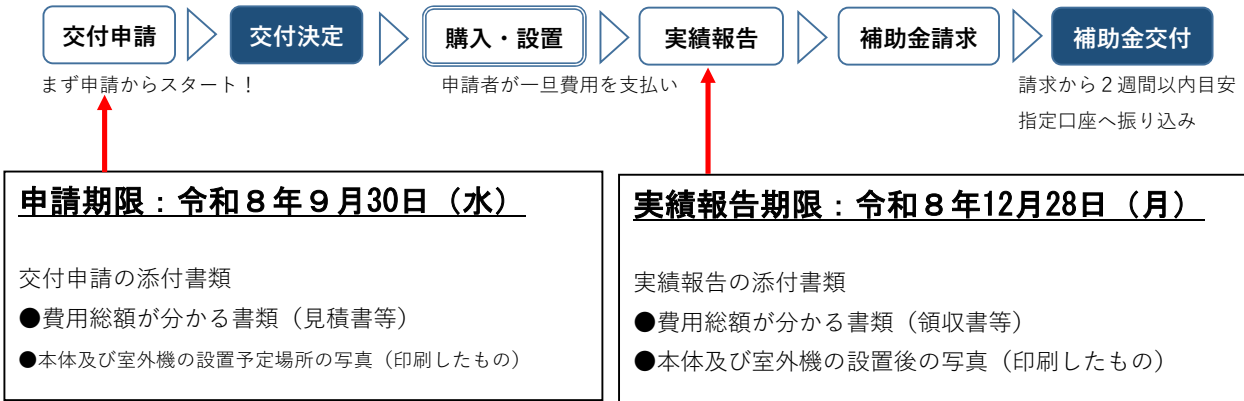 交付申請
交付決定
購入・設置
実績報告
補助金請求
補助金交付
まず申請からスタート！
申請者が一旦費用を支払い
請求から２週間以内目安
指定口座へ振り込み
申請期限：令和８年９月30日（水）
交付申請の添付書類
●費用総額が分かる書類（見積書等）
●本体及び室外機の設置予定場所の写真（印刷したもの）
実績報告期限：令和８年12月28日（月）
実績報告の添付書類
●費用総額が分かる書類（領収書等）
●本体及び室外機の設置後の写真（印刷したもの）